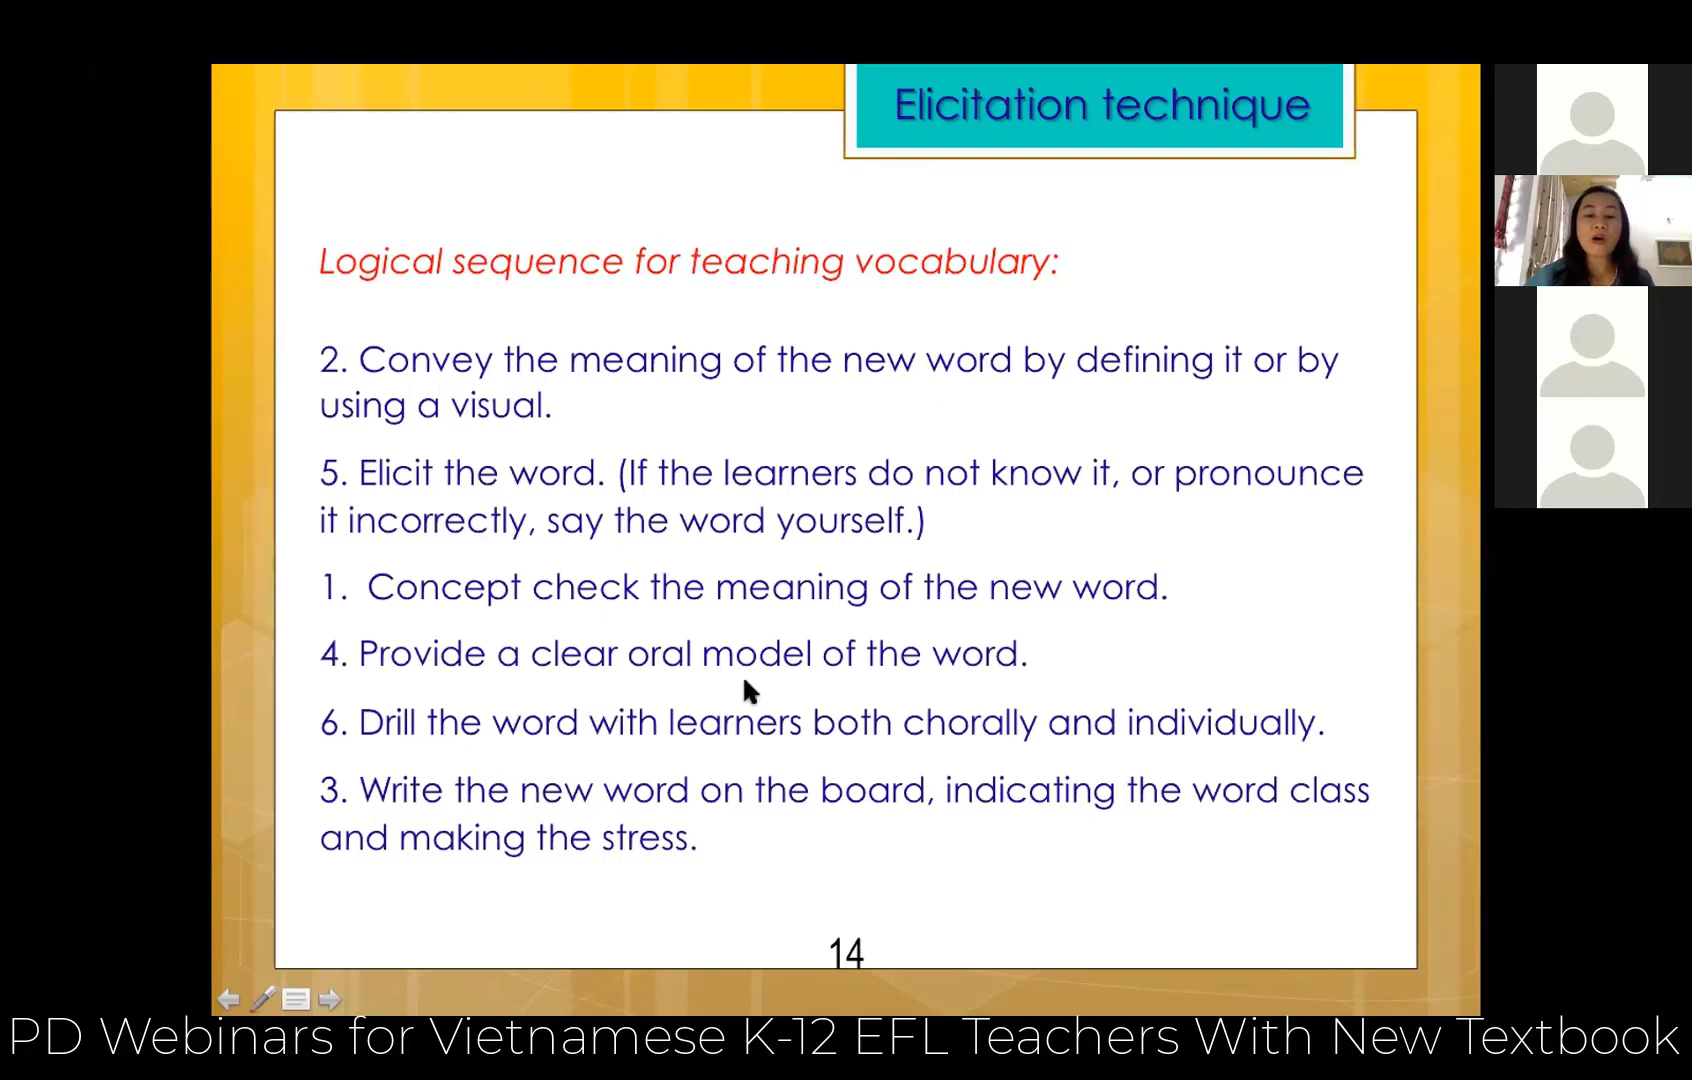 Elicitation technique
Logical sequence for teaching vocabulary:
2. Convey the meaning of the new word by defining it or by
using a visual.
5. Elicit the word. (If the learners do not know it, or pronounce
it incorrectly, say the word yourself.)
1. Concept check the meaning of the new word.
4. Provide a clear oral model of the word.
6. Drill the word with learners both chorally and individually.
3. Write the new word on the board, indicating the word class
and making the stress.
14
PD Webinars for Vietnamese K-12 EFL Teachers With New Textbook